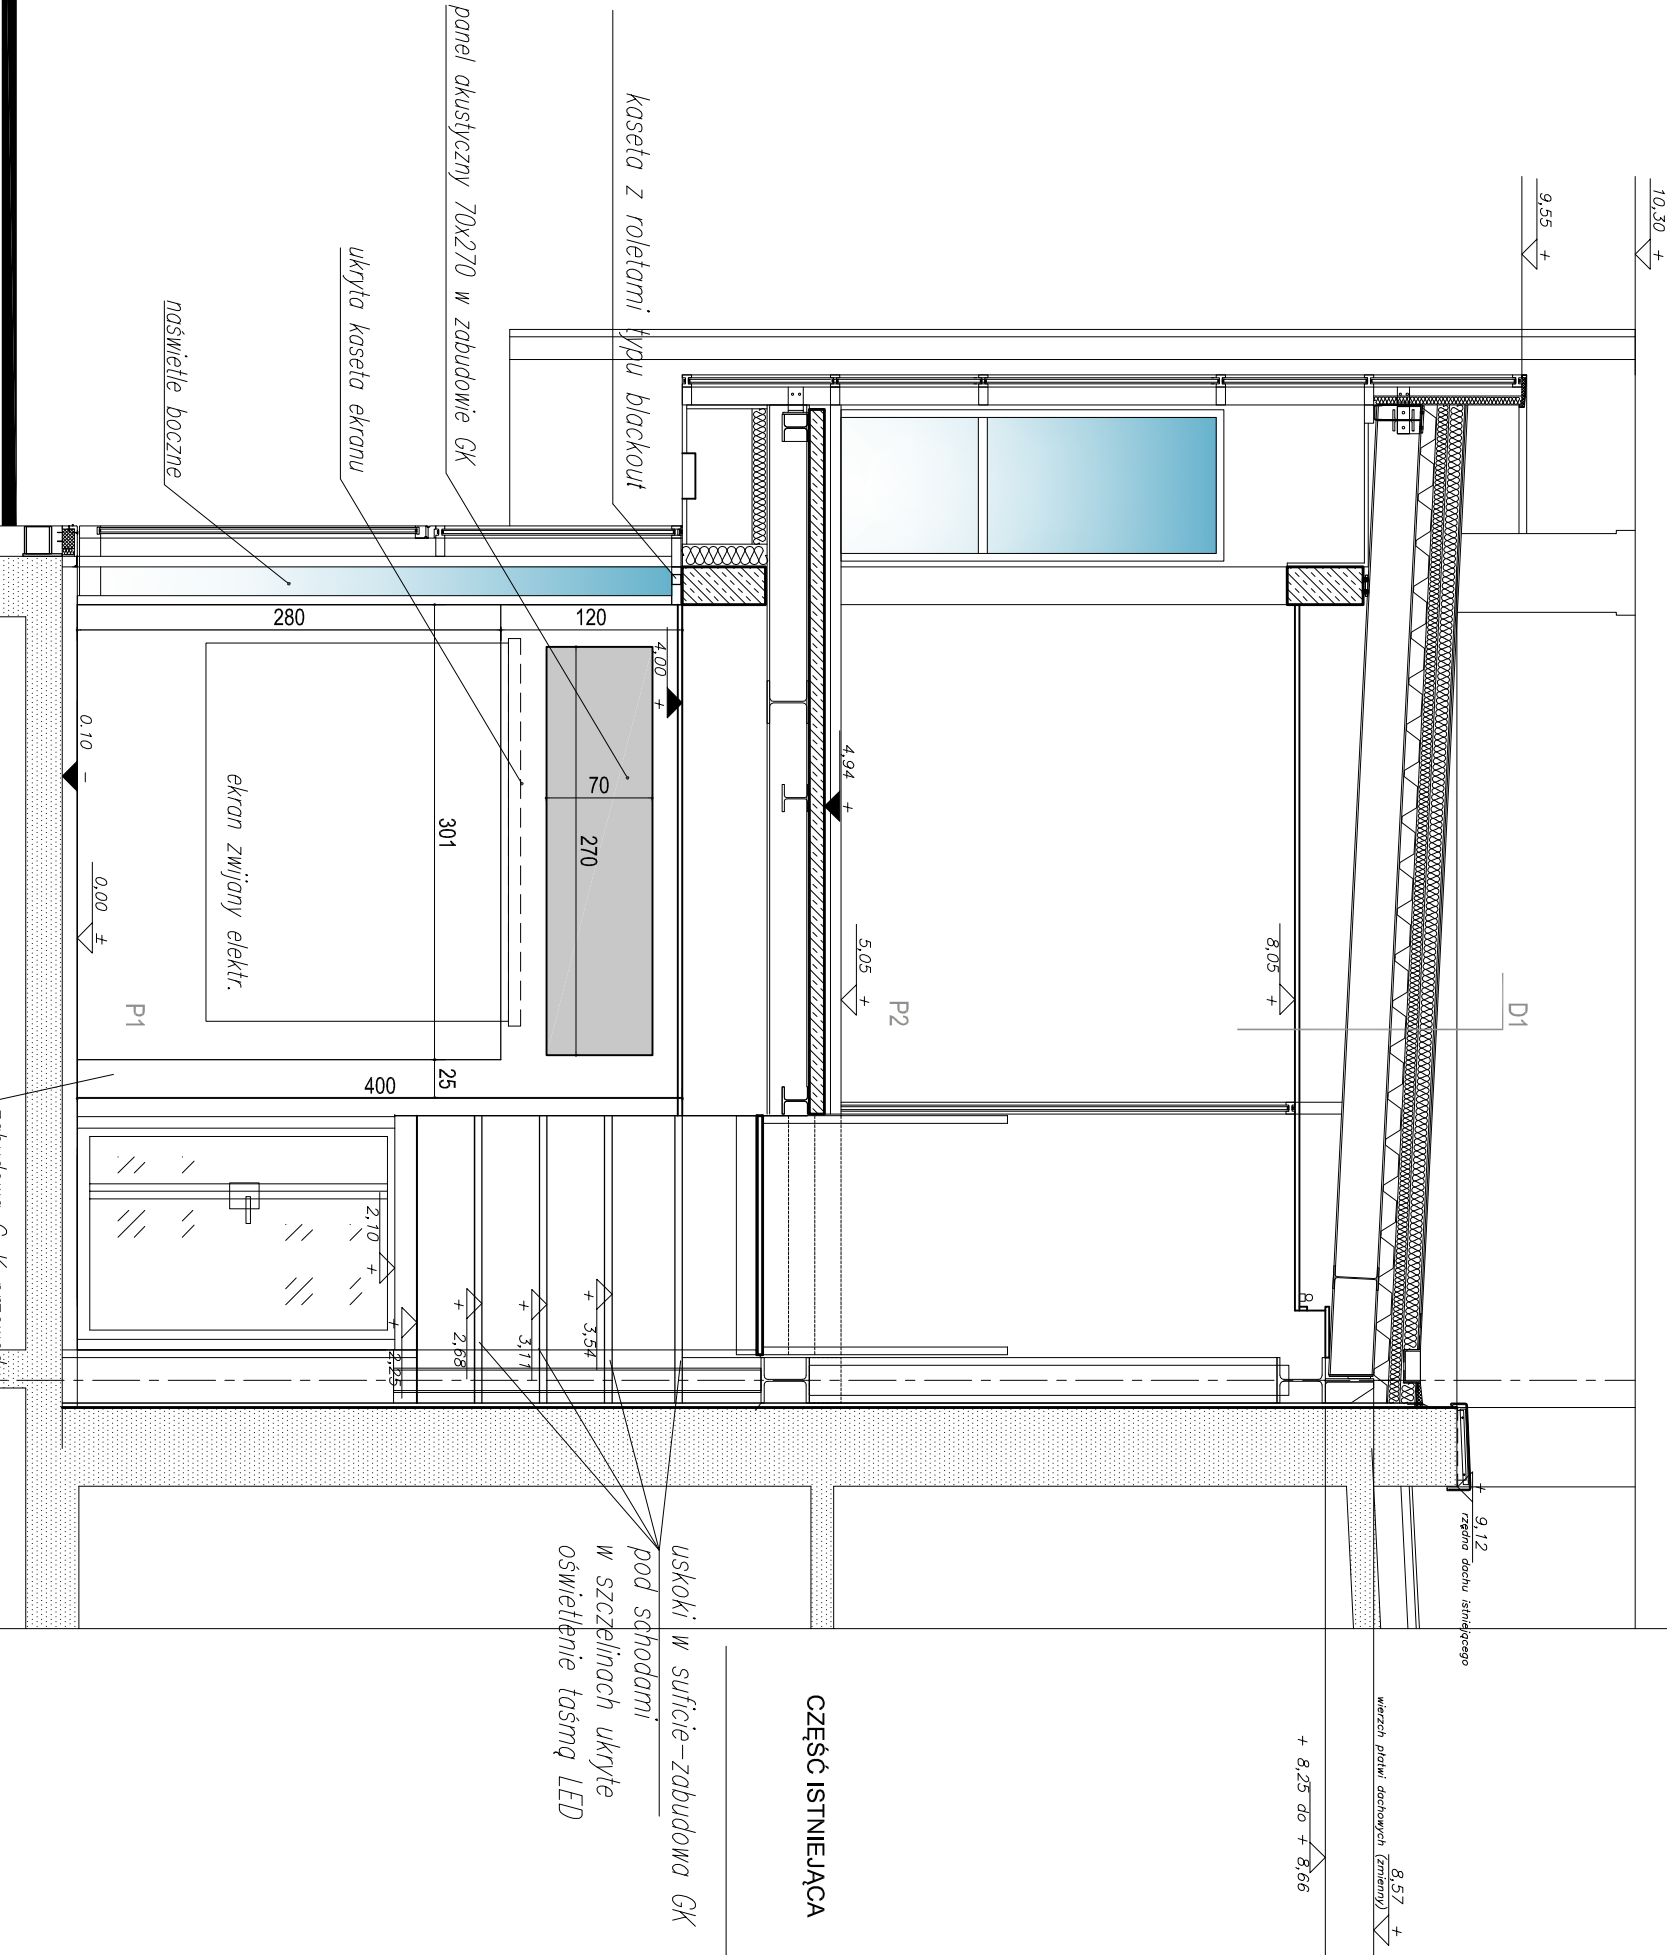 10,30 +
9,55 +
kaseta z roletami typu blackout
panel akustyczny 70x270 w zabudowie GK
ukryta kaseta ekranu
naświetle boczne
D1
8,05 +
P2
5,05 +
4,94 +
4,00 +
120
280
70
270
301
25
400
ekran zwijany elektr.
0.10 -
0,00 ±
P1
2,10 +
+ 3,54
+ 3,11
+ 2,68
+ 2,25
+ 9,12
rzędna dachu istniejącego
8,57 +
wierzch płatwi dachowych (zmienny)
+ 8,25 do + 8,66
CZĘŚĆ ISTNIEJĄCA
uskoki w suficie-zabudowa GK
pod schodami
w szczelinach ukryte
oświetlenie taśmą LED